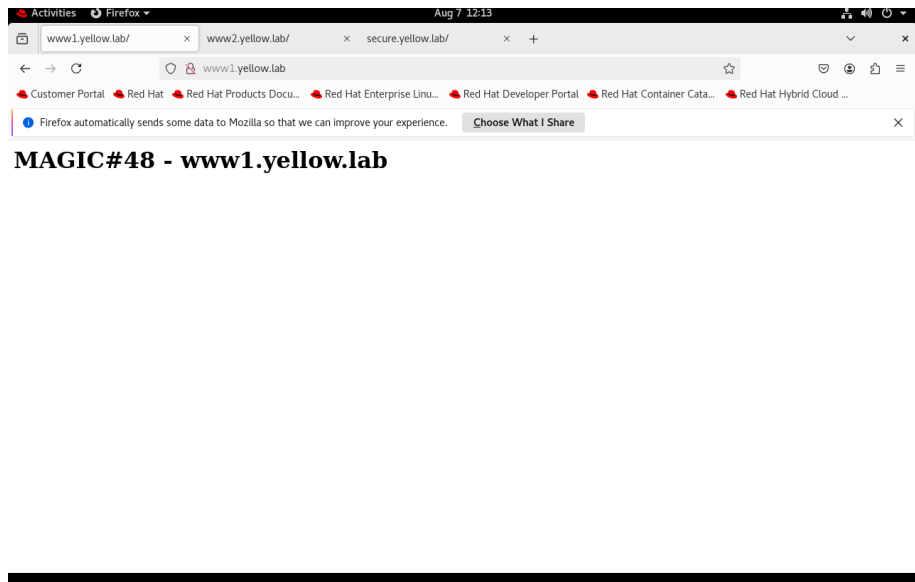 Activities Firefox Aug 7 12:13
www1.yellow.lab/ www2.yellow.lab/ secure.yellow.lab/
www1.yellow.lab
Customer Portal Red Hat Red Hat Products Docu... Red Hat Enterprise Linu... Red Hat Developer Portal Red Hat Container Cata... Red Hat Hybrid Cloud ...
Firefox automatically sends some data to Mozilla so that we can improve your experience. Choose What I Share
MAGIC#48 - www1.yellow.lab